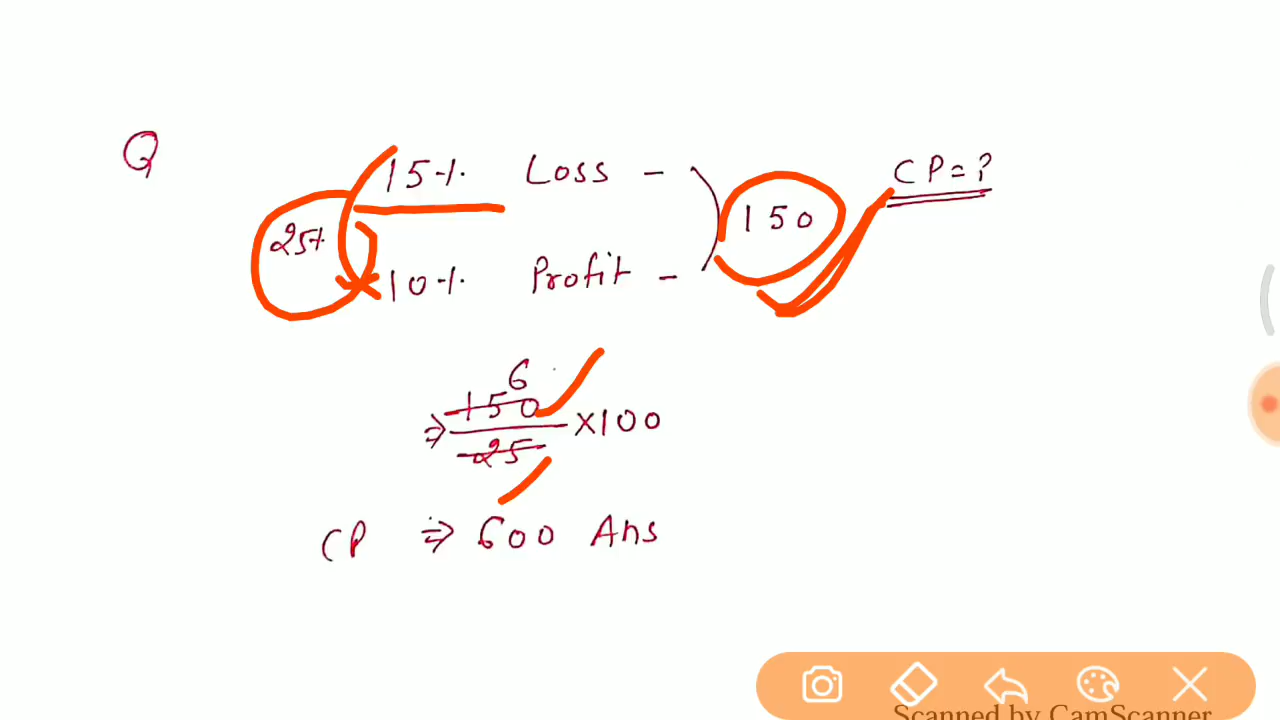 Q
15% Loss -
CP = ?
25%
150
10% Profit -
6
⇒ 150/25 × 100
CP ⇒ 600 Ans
Scanned by CamScanner